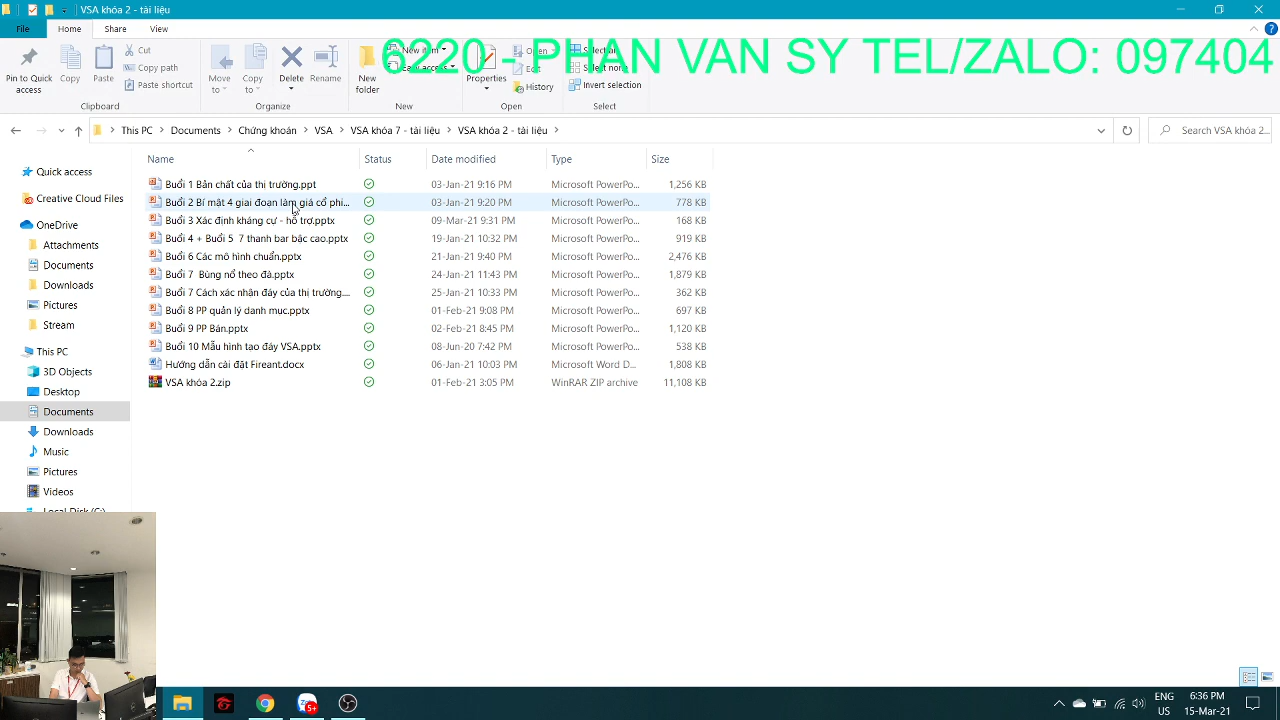 VSA khóa 2 - tài liệu
File
Home
Share
View
6220 - PHAN VAN SY TEL/ZALO: 097404
Pin to Quick access
Copy
Paste
Cut
Copy path
Paste shortcut
Move to
Copy to
Delete
Rename
New folder
New item
Easy access
Properties
Open
Edit
History
Select all
Select none
Invert selection
Clipboard
Organize
New
Open
Select
This PC > Documents > Chứng khoán > VSA > VSA khóa 7 - tài liệu > VSA khóa 2 - tài liệu >
Search VSA khóa 2...
Name
Status
Date modified
Type
Size
Buổi 1 Bản chất của thị trường.ppt 03-Jan-21 9:16 PM Microsoft PowerPo... 1,256 KB
Buổi 2 Bí mật 4 giai đoạn làm giá cổ phi... 03-Jan-21 9:20 PM Microsoft PowerPo... 778 KB
Buổi 3 Xác định kháng cự - hỗ trợ.pptx 09-Mar-21 9:31 PM Microsoft PowerPo... 168 KB
Buổi 4 + Buổi 5 7 thanh bar bậc cao.pptx 19-Jan-21 10:32 PM Microsoft PowerPo... 919 KB
Buổi 6 Các mô hình chuẩn.pptx 21-Jan-21 9:40 PM Microsoft PowerPo... 2,476 KB
Buổi 7 Bùng nổ theo đà.pptx 24-Jan-21 11:43 PM Microsoft PowerPo... 1,879 KB
Buổi 7 Cách xác nhận đáy của thị trường.... 25-Jan-21 10:33 PM Microsoft PowerPo... 362 KB
Buổi 8 PP quản lý danh mục.pptx 01-Feb-21 9:08 PM Microsoft PowerPo... 697 KB
Buổi 9 PP Bán.pptx 02-Feb-21 8:45 PM Microsoft PowerPo... 1,120 KB
Buổi 10 Mẫu hình tạo đáy VSA.pptx 08-Jun-20 7:42 PM Microsoft PowerPo... 538 KB
Hướng dẫn cài đặt Fireant.docx 06-Jan-21 10:03 PM Microsoft Word D... 1,808 KB
VSA khóa 2.zip 01-Feb-21 3:05 PM WinRAR ZIP archive 11,108 KB
Quick access
Creative Cloud Files
OneDrive
Attachments
Documents
Downloads
Pictures
Stream
This PC
3D Objects
Desktop
Documents
Downloads
Music
Pictures
Videos
Local Disk (C:)
5+
ENG
US
6:36 PM
15-Mar-21